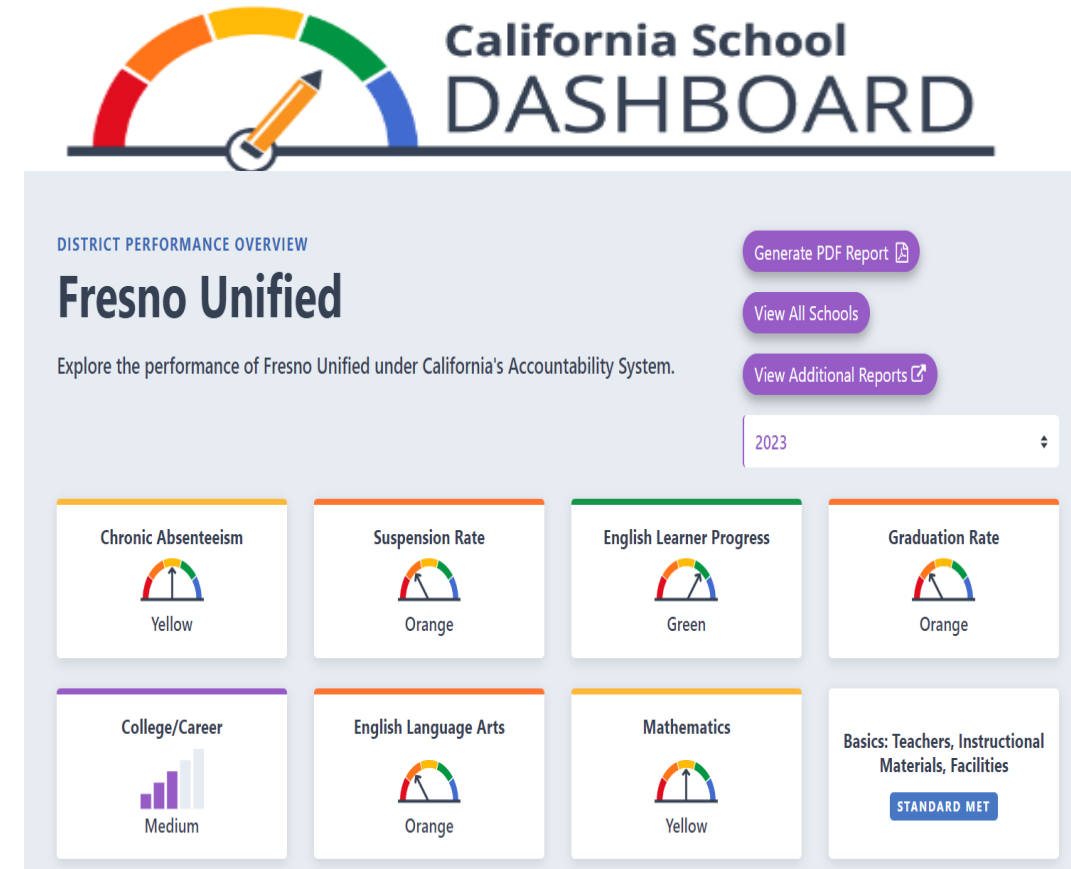 California School
DASHBOARD
DISTRICT PERFORMANCE OVERVIEW
Fresno Unified
Explore the performance of Fresno Unified under California's Accountability System.
Generate PDF Report
View All Schools
View Additional Reports
2023
Chronic Absenteeism
Yellow
Suspension Rate
Orange
English Learner Progress
Green
Graduation Rate
Orange
College/Career
Medium
English Language Arts
Orange
Mathematics
Yellow
Basics: Teachers, Instructional
Materials, Facilities
STANDARD MET